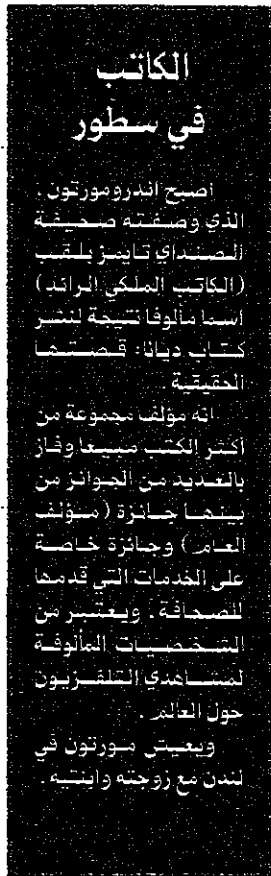 الكاتب
في سطور
اصبح اندرو مورتون ،
الذي وصفته صحيفة
الصنداي تايمز بلقب
(الكاتب الملكي الرائد)
اسما مألوفا نتيجة لنشر
كتاب ديانا: قصتها
الحقيقية .
انه مؤلف مجموعة من
أكثر الكتب مبيعا وفاز
بالعديد من الجوائز من
بينها جائزة (مؤلف
العام) وجائزة خاصة
على الخدمات التي قدمها
للصحافة . ويعتبر من
الشخصيات المألوفة
لمشاهدي التلفزيون
حول العالم .
ويعيش مورتون في
لندن مع زوجته وابنتيه .